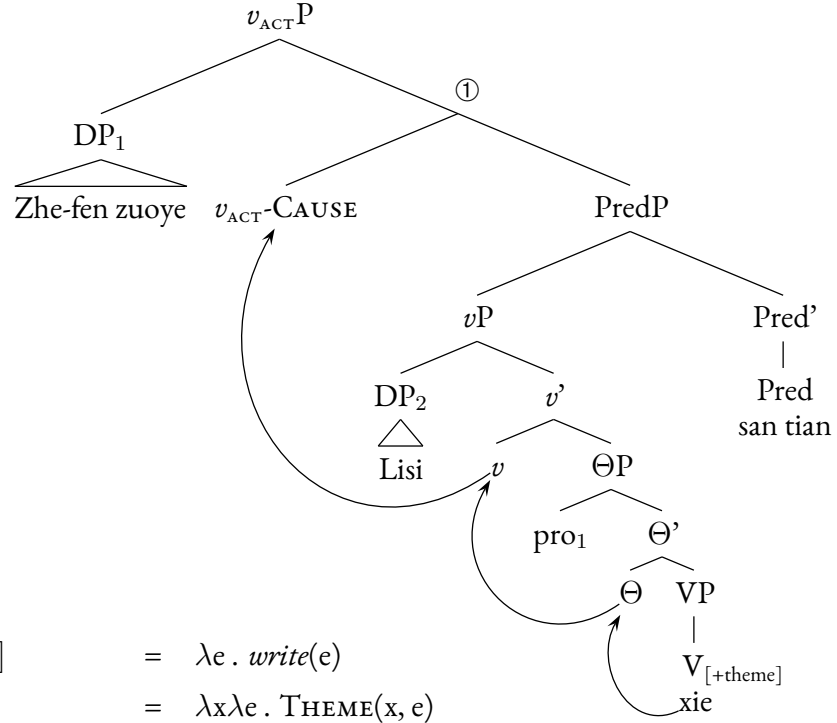 v_ACT P
①
DP₁
Zhe-fen zuoye v_ACT-CAUSE PredP
vP Pred’
DP₂ v’ Pred
san tian
Lisi v ΘP
pro₁ Θ’
Θ VP
] = λe . write(e)
V[+theme]
= λxλe . THEME(x, e) xie